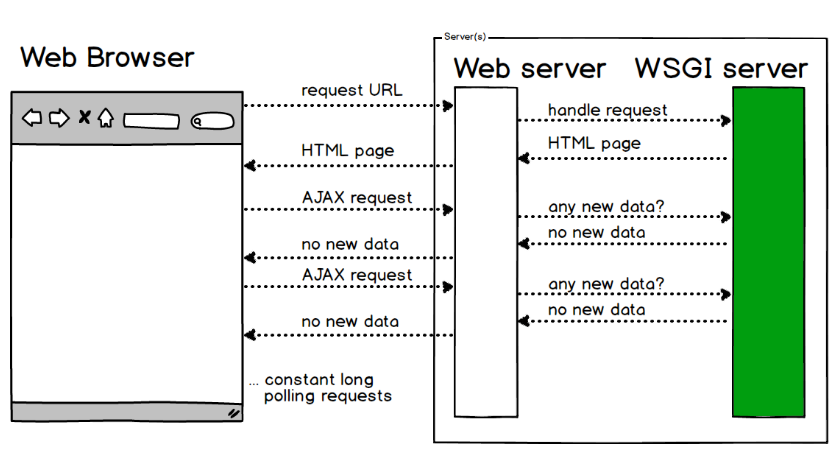 Server(s)
Web Browser
Web server
WSGI server
request URL
handle request
HTML page
HTML page
AJAX request
any new data?
no new data
no new data
AJAX request
any new data?
no new data
no new data
... constant long
polling requests